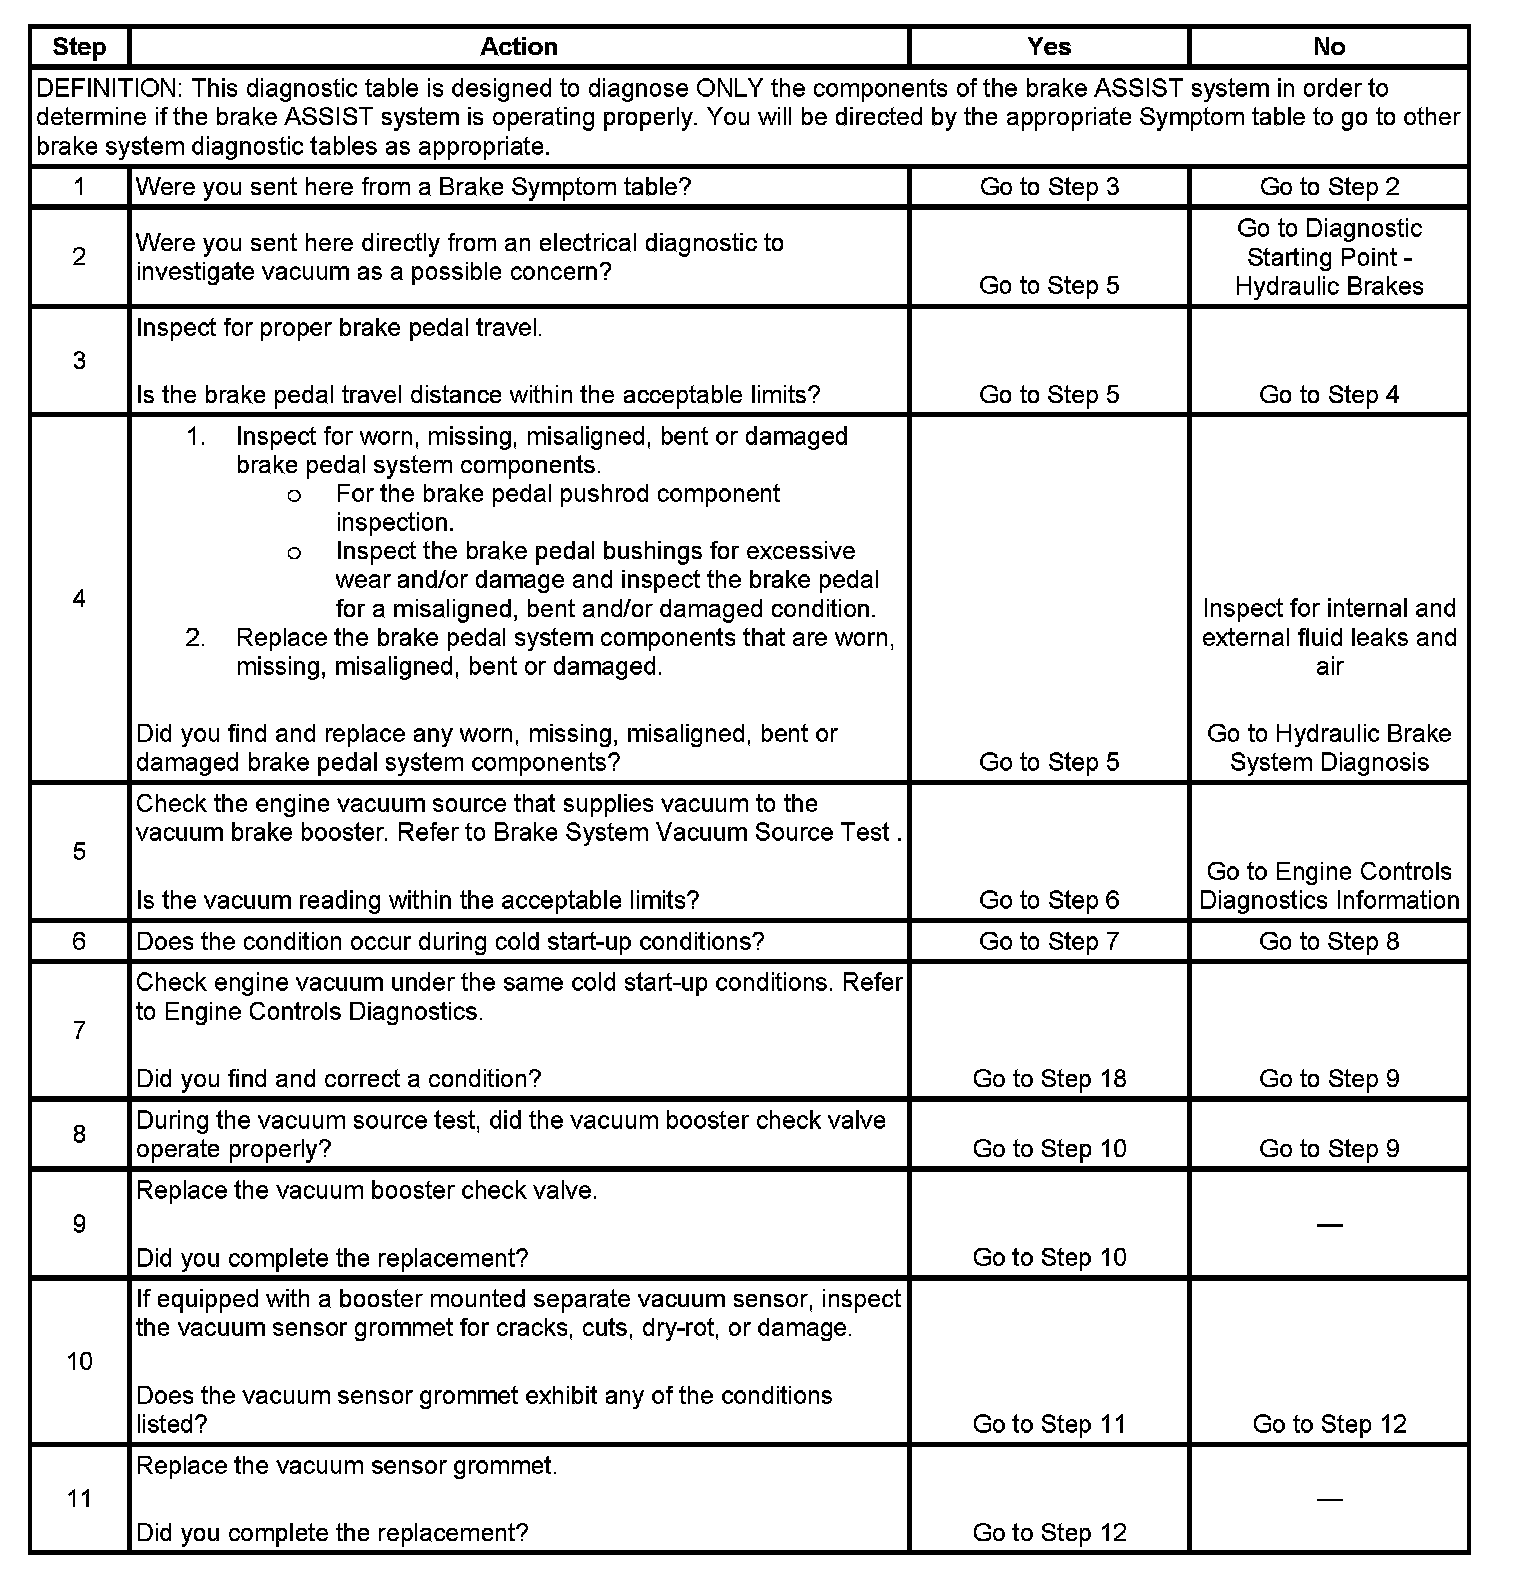 Step Action Yes No
DEFINITION: This diagnostic table is designed to diagnose ONLY the components of the brake ASSIST system in order to
determine if the brake ASSIST system is operating properly. You will be directed by the appropriate Symptom table to go to other
brake system diagnostic tables as appropriate.
1 Were you sent here from a Brake Symptom table? Go to Step 3 Go to Step 2
2
Were you sent here directly from an electrical diagnostic to
investigate vacuum as a possible concern?
Go to Step 5
Go to Diagnostic
Starting Point -
Hydraulic Brakes
3
Inspect for proper brake pedal travel.
Is the brake pedal travel distance within the acceptable limits?
Go to Step 5
Go to Step 4
4
1. Inspect for worn, missing, misaligned, bent or damaged
brake pedal system components.
o For the brake pedal pushrod component
inspection.
o Inspect the brake pedal bushings for excessive
wear and/or damage and inspect the brake pedal
for a misaligned, bent and/or damaged condition.
2. Replace the brake pedal system components that are worn,
missing, misaligned, bent or damaged.
Did you find and replace any worn, missing, misaligned, bent or
damaged brake pedal system components?
Go to Step 5
Inspect for internal and
external fluid leaks and
air
Go to Hydraulic Brake
System Diagnosis
5
Check the engine vacuum source that supplies vacuum to the
vacuum brake booster. Refer to Brake System Vacuum Source Test .
Is the vacuum reading within the acceptable limits?
Go to Step 6
Go to Engine Controls
Diagnostics Information
6 Does the condition occur during cold start-up conditions? Go to Step 7 Go to Step 8
7
Check engine vacuum under the same cold start-up conditions. Refer
to Engine Controls Diagnostics.
Did you find and correct a condition?
Go to Step 18
Go to Step 9
8
During the vacuum source test, did the vacuum booster check valve
operate properly?
Go to Step 10
Go to Step 9
9
Replace the vacuum booster check valve.
Did you complete the replacement?
Go to Step 10
—
10
If equipped with a booster mounted separate vacuum sensor, inspect
the vacuum sensor grommet for cracks, cuts, dry-rot, or damage.
Does the vacuum sensor grommet exhibit any of the conditions
listed?
Go to Step 11
Go to Step 12
11
Replace the vacuum sensor grommet.
Did you complete the replacement?
Go to Step 12
—